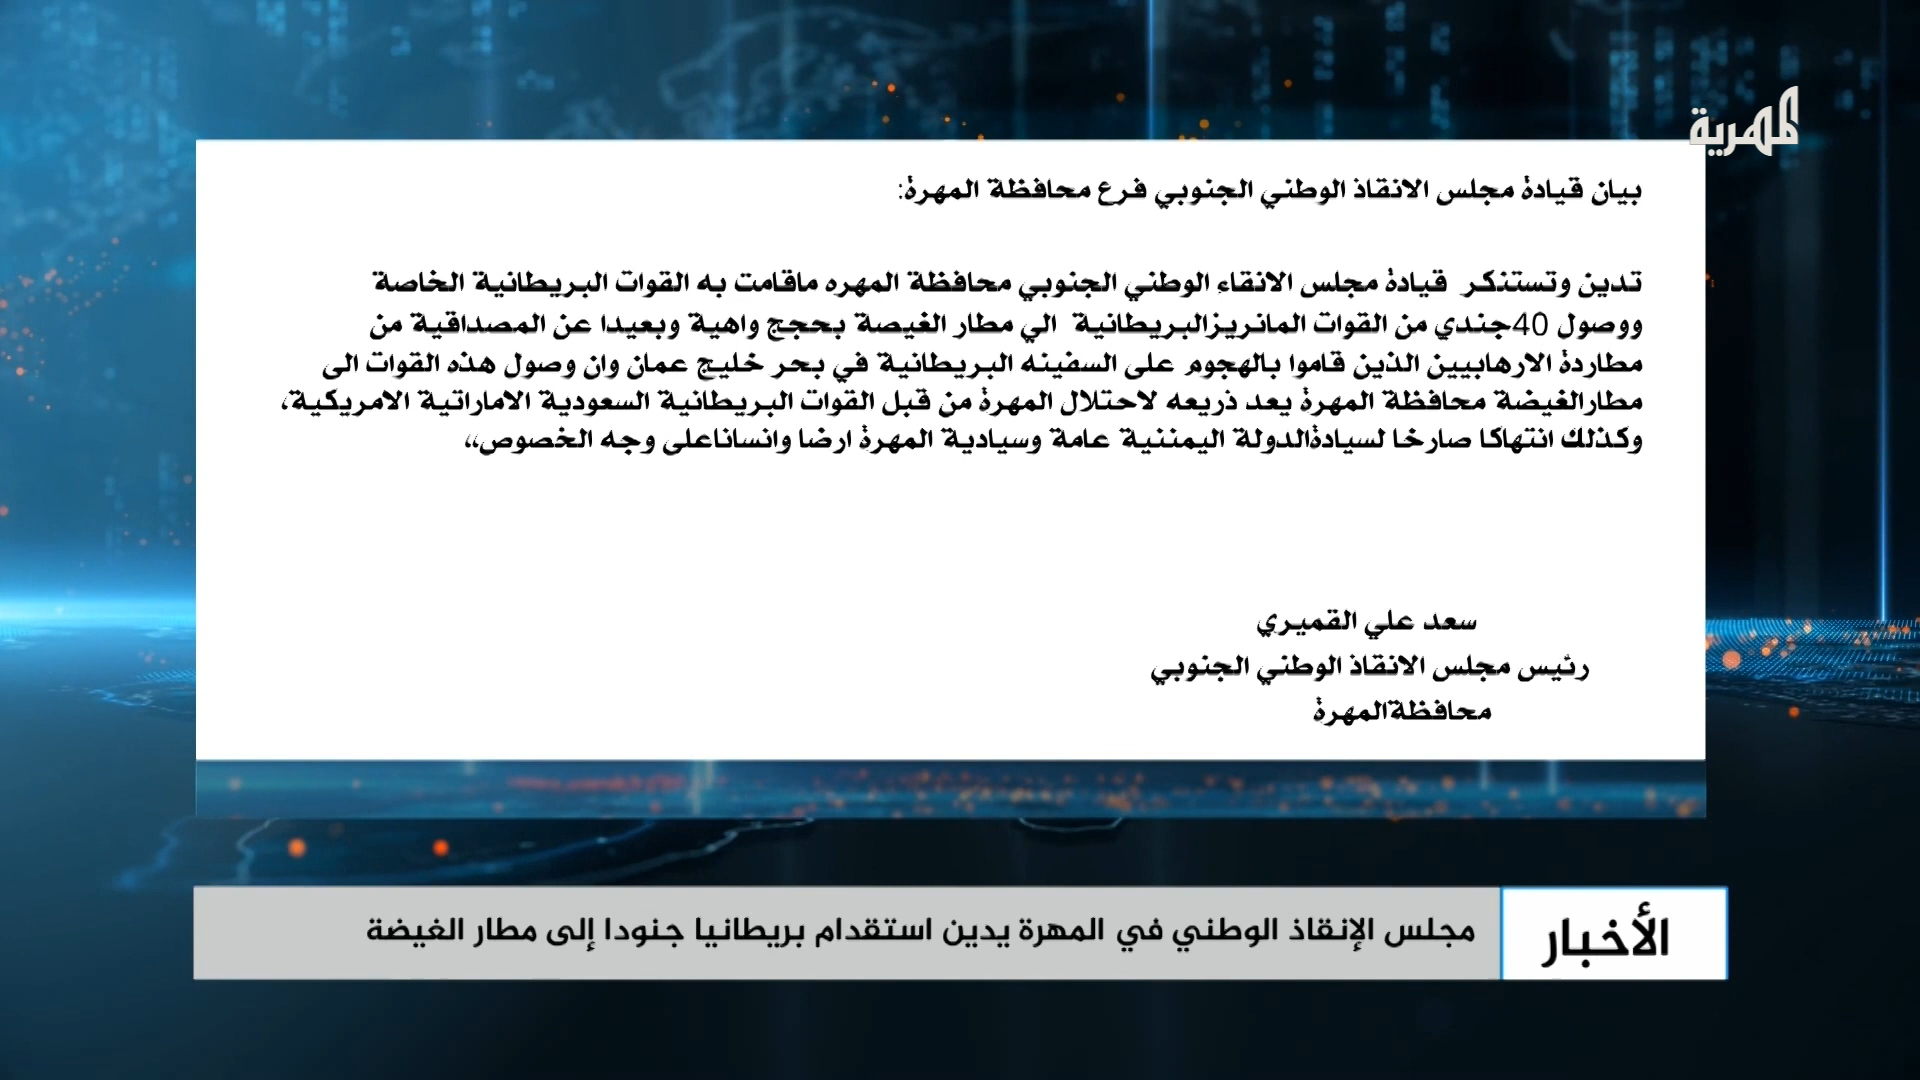 المهرية
بيان قيادة مجلس الانقاذ الوطني الجنوبي فرع محافظة المهرة:
تدين وتستنكر قيادة مجلس الانقاء الوطني الجنوبي محافظة المهره ماقامت به القوات البريطانية الخاصة
ووصول 40جندي من القوات المانريزالبريطانية الي مطار الغيصة بحجج واهية وبعيدا عن المصداقية من
مطاردة الارهابيين الذين قاموا بالهجوم على السفينه البريطانية في بحر خليج عمان وان وصول هذه القوات الى
مطارالغيضة محافظة المهرة يعد ذريعه لاحتلال المهرة من قبل القوات البريطانية السعودية الاماراتية الامريكية،
وكذلك انتهاكا صارخا لسيادةالدولة اليمننية عامة وسيادية المهرة ارضا وانساناعلى وجه الخصوص،،
سعد علي القميري
رئيس مجلس الانقاذ الوطني الجنوبي
محافظةالمهرة
الأخبار
مجلس الإنقاذ الوطني في المهرة يدين استقدام بريطانيا جنودا إلى مطار الغيضة